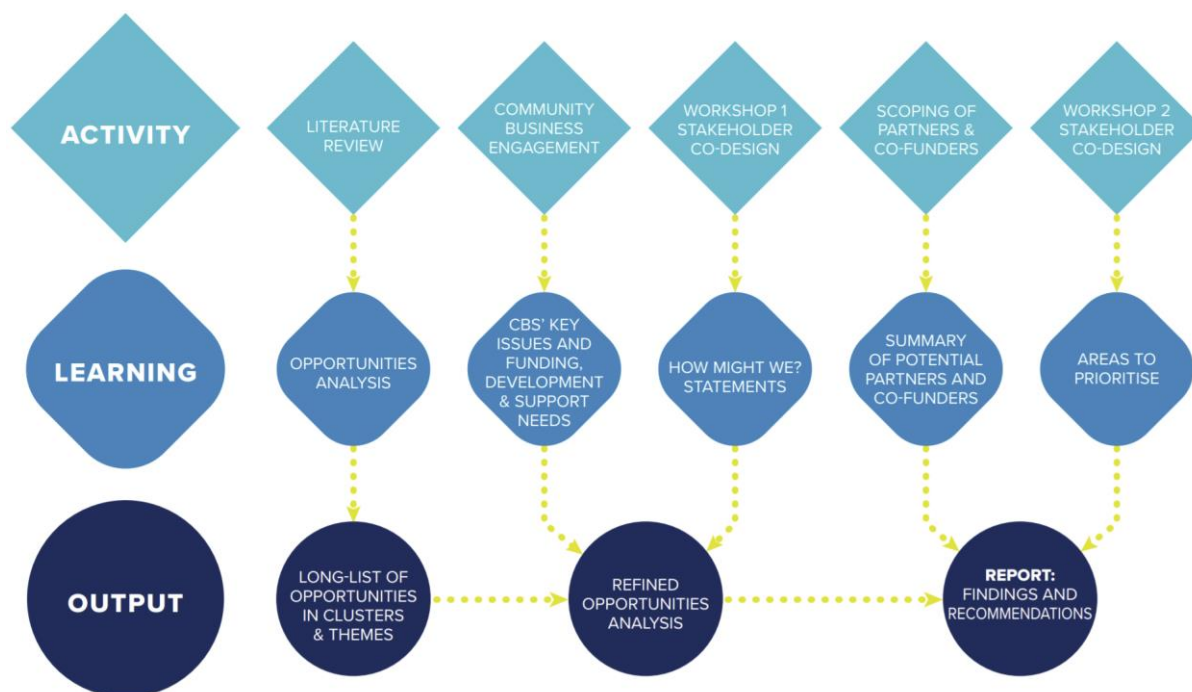 ACTIVITY
LITERATURE
REVIEW
COMMUNITY
BUSINESS
ENGAGEMENT
WORKSHOP 1
STAKEHOLDER
CO-DESIGN
SCOPING OF
PARTNERS &
CO-FUNDERS
WORKSHOP 2
STAKEHOLDER
CO-DESIGN
LEARNING
OPPORTUNITIES
ANALYSIS
CBS' KEY
ISSUES AND
FUNDING,
DEVELOPMENT
& SUPPORT
NEEDS
HOW MIGHT WE?
STATEMENTS
SUMMARY
OF POTENTIAL
PARTNERS AND
CO-FUNDERS
AREAS TO
PRIORITISE
OUTPUT
LONG-LIST OF
OPPORTUNITIES
IN CLUSTERS
& THEMES
REFINED
OPPORTUNITIES
ANALYSIS
REPORT:
FINDINGS AND
RECOMMENDATIONS